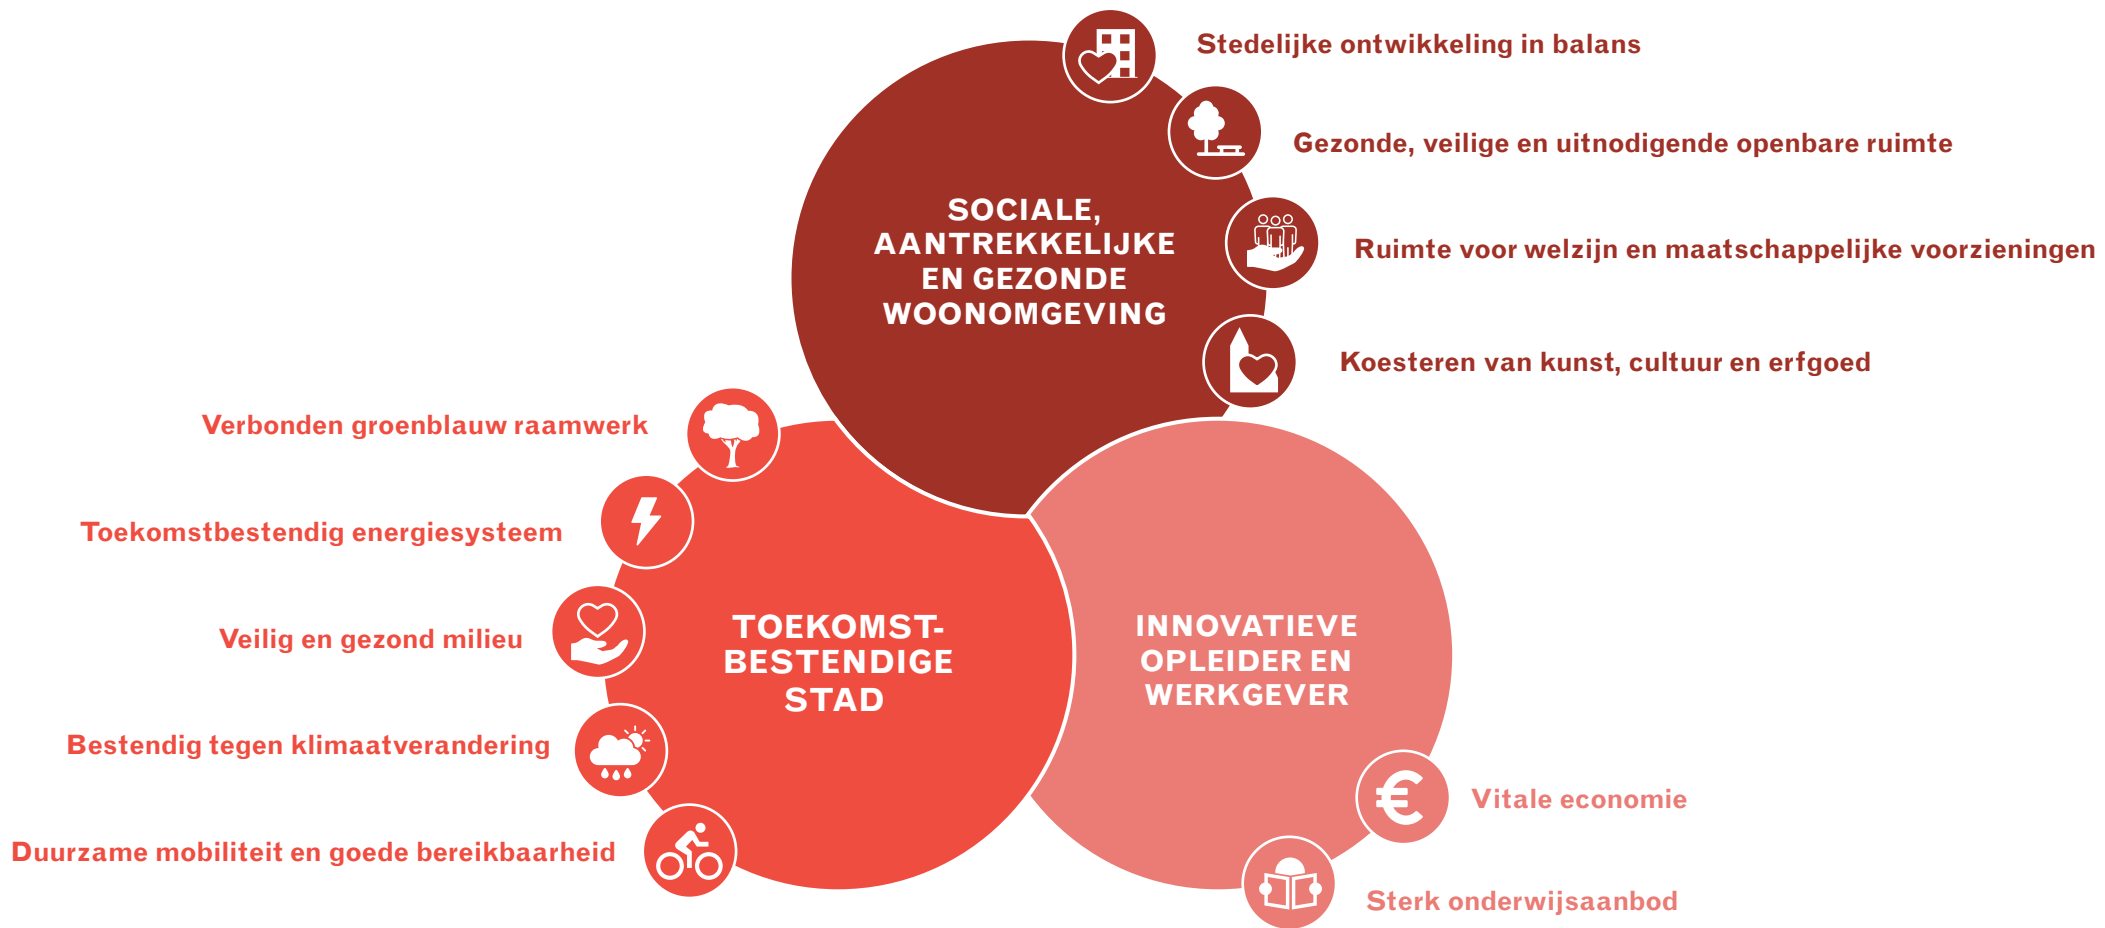 Stedelijke ontwikkeling in balans
Gezonde, veilige en uitnodigende openbare ruimte
SOCIALE,
AANTREKKELIJKE
EN GEZONDE
WOONOMGEVING
Ruimte voor welzijn en maatschappelijke voorzieningen
Koesteren van kunst, cultuur en erfgoed
Verbonden groenblauw raamwerk
Toekomstbestendig energiesysteem
Veilig en gezond milieu
Bestendig tegen klimaatverandering
Duurzame mobiliteit en goede bereikbaarheid
TOEKOMST-
BESTENDIGE
STAD
INNOVATIEVE
OPLEIDER EN
WERKGEVER
€
Vitale economie
Sterk onderwijsaanbod